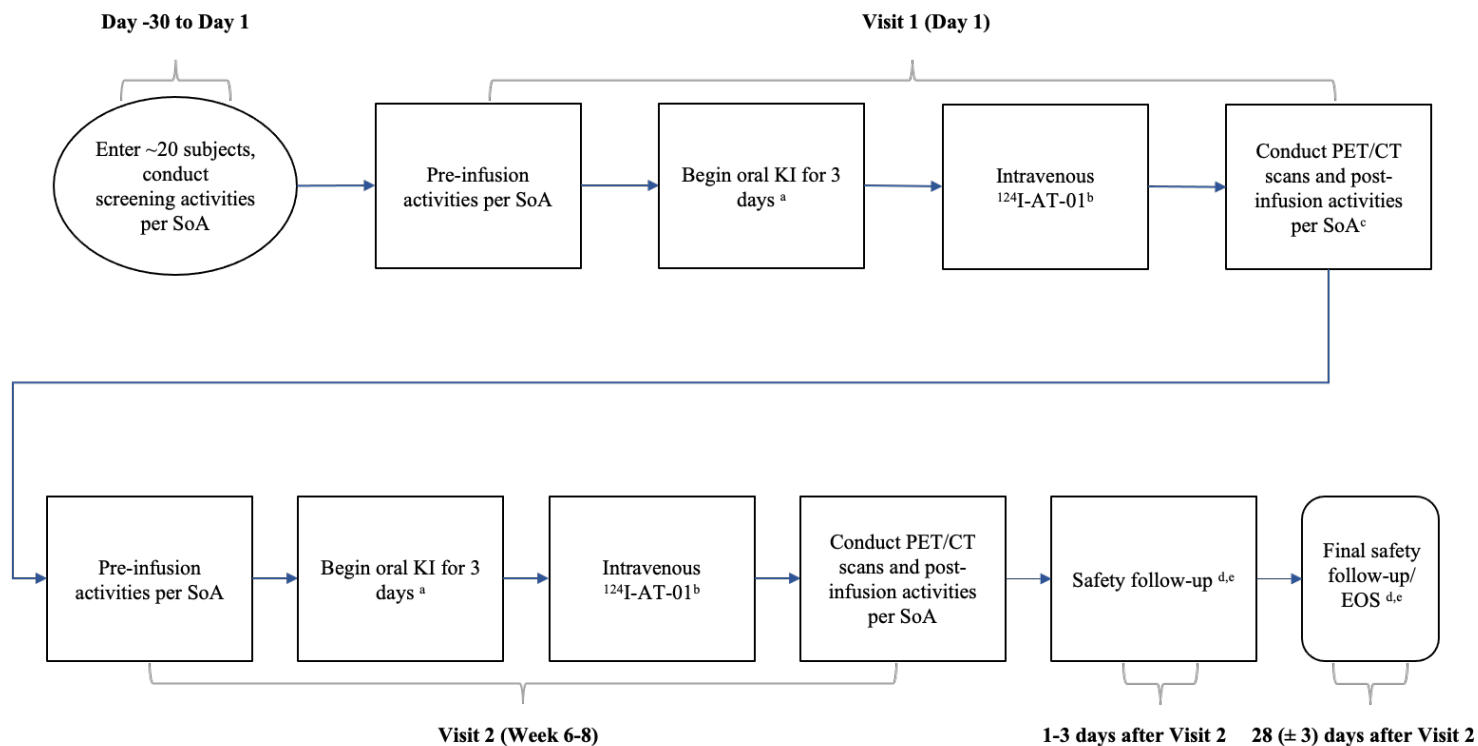 Day -30 to Day 1
Visit 1 (Day 1)
Enter ~20 subjects,
conduct
screening activities
per SoA
Pre-infusion
activities per SoA
Begin oral KI for 3
days ᵃ
Intravenous
¹²⁴I-AT-01ᵇ
Conduct PET/CT
scans and post-
infusion activities
per SoAᶜ
Pre-infusion
activities per SoA
Begin oral KI for 3
days ᵃ
Intravenous
¹²⁴I-AT-01ᵇ
Conduct PET/CT
scans and post-
infusion activities
per SoA
Safety follow-up ᵈ,ᵉ
Final safety
follow-up/
EOS ᵈ,ᵉ
Visit 2 (Week 6-8)
1-3 days after Visit 2
28 (± 3) days after Visit 2